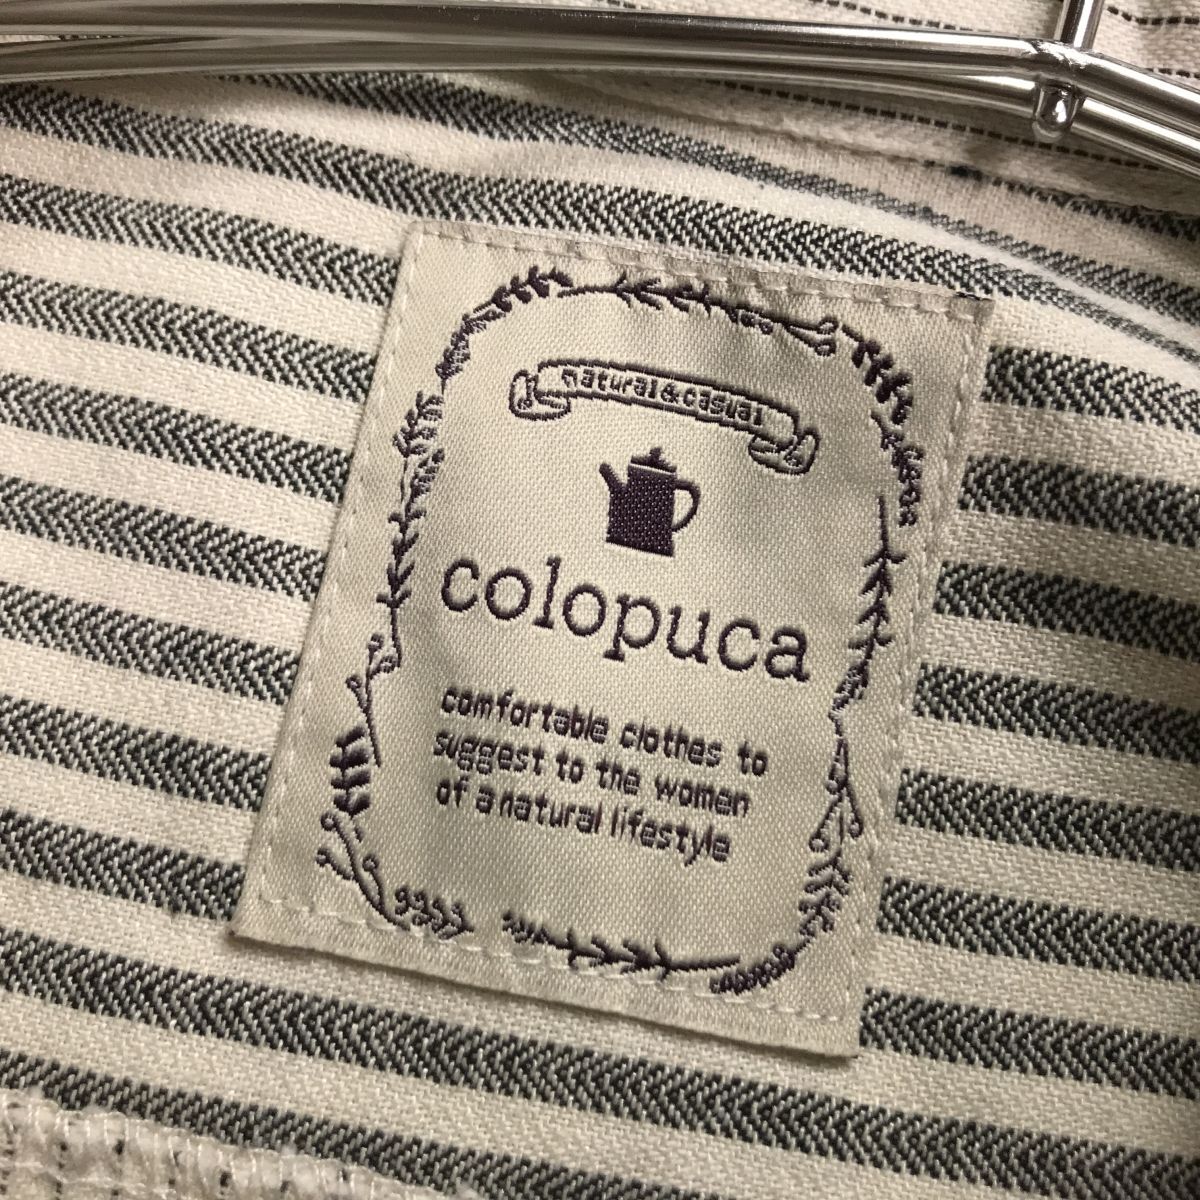 natural&casual
colopuca
comfortable clothes to
suggest to the women
of a natural lifestyle